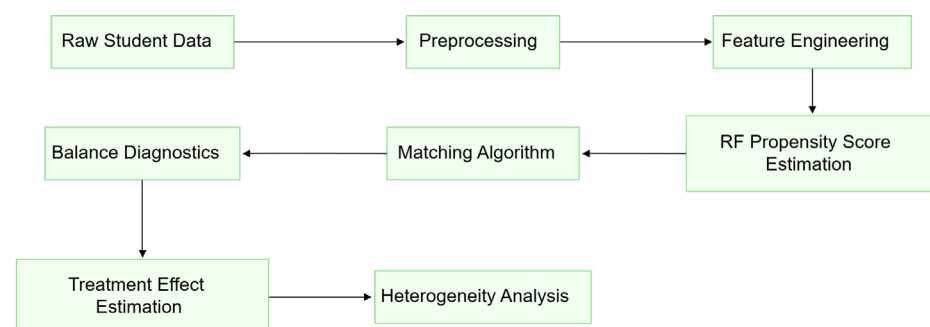 Raw Student Data
Preprocessing
Feature Engineering
RF Propensity Score
Estimation
Matching Algorithm
Balance Diagnostics
Treatment Effect
Estimation
Heterogeneity Analysis